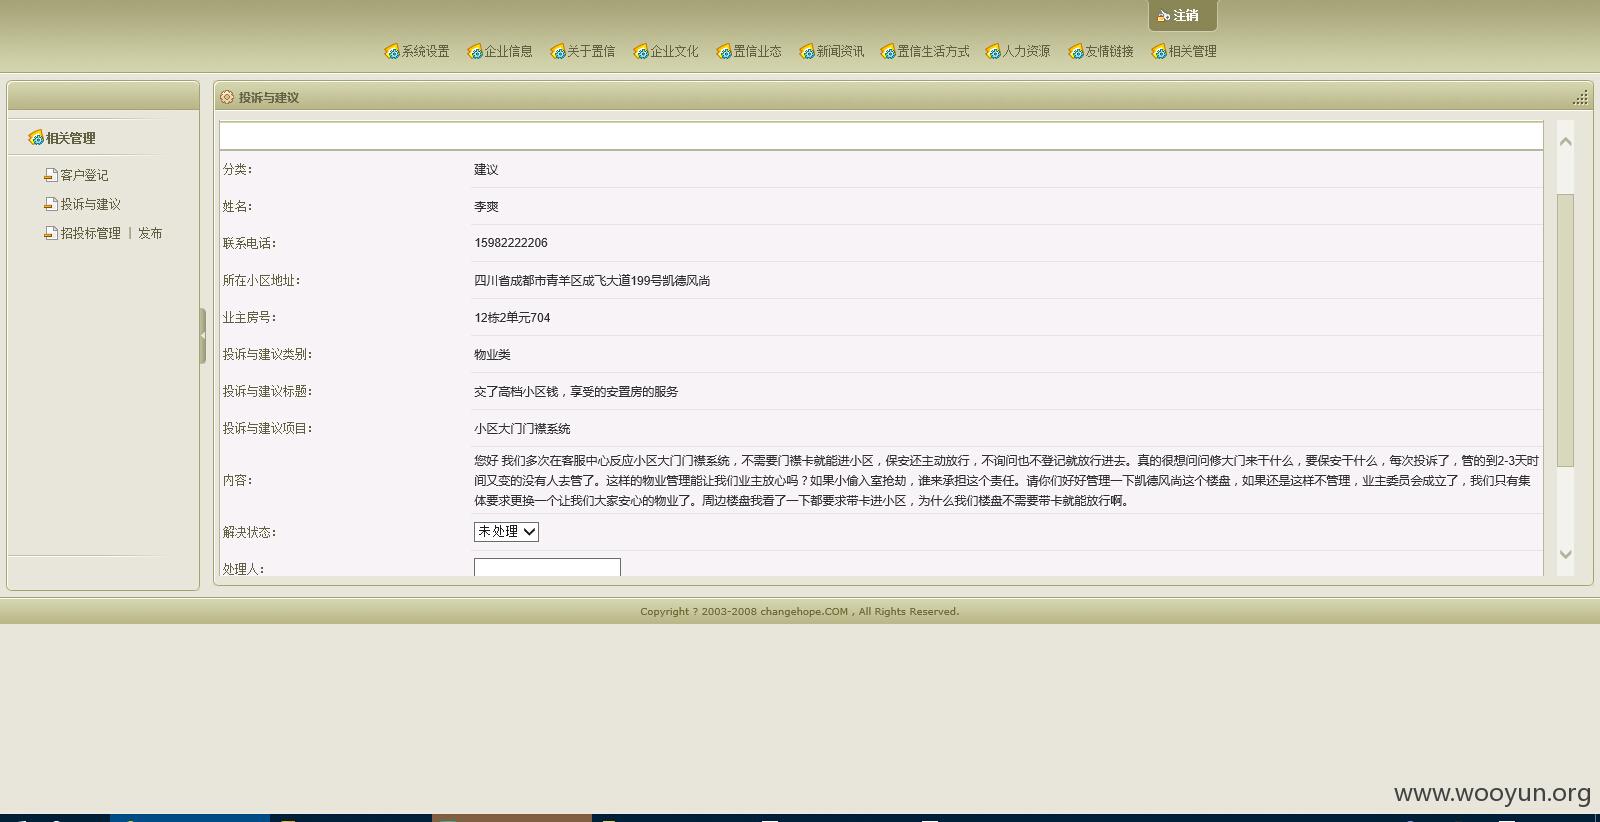 注销
系统设置 企业信息 关于置信 企业文化 置信业态 新闻资讯 置信生活方式 人力资源 友情链接 相关管理
投诉与建议
相关管理
客户登记
投诉与建议
招投标管理 | 发布
分类: 建议
姓名: 李爽
联系电话: 15982222206
所在小区地址: 四川省成都市青羊区成飞大道199号凯德风尚
业主房号: 12栋2单元704
投诉与建议类别: 物业类
投诉与建议标题: 交了高档小区钱，享受的安置房的服务
投诉与建议项目: 小区大门门襟系统
内容:
您好 我们多次在客服中心反应小区大门门襟系统，不需要门襟卡就能进小区，保安还主动放行，不询问也不登记就放行进去。真的很想问问修大门来干什么，要保安干什么，每次投诉了，管的到2-3天时
间又变的没有人去管了。这样的物业管理能让我们业主放心吗？如果小偷入室抢劫，谁来承担这个责任。请你们好好管理一下凯德风尚这个楼盘，如果还是这样不管理，业主委员会成立了，我们只有集
体要求更换一个让我们大家安心的物业了。周边楼盘我看了一下都要求带卡进小区，为什么我们楼盘不需要带卡就能放行啊。
解决状态: 未处理
处理人:
Copyright ? 2003-2008 changehope.COM , All Rights Reserved.
www.wooyun.org